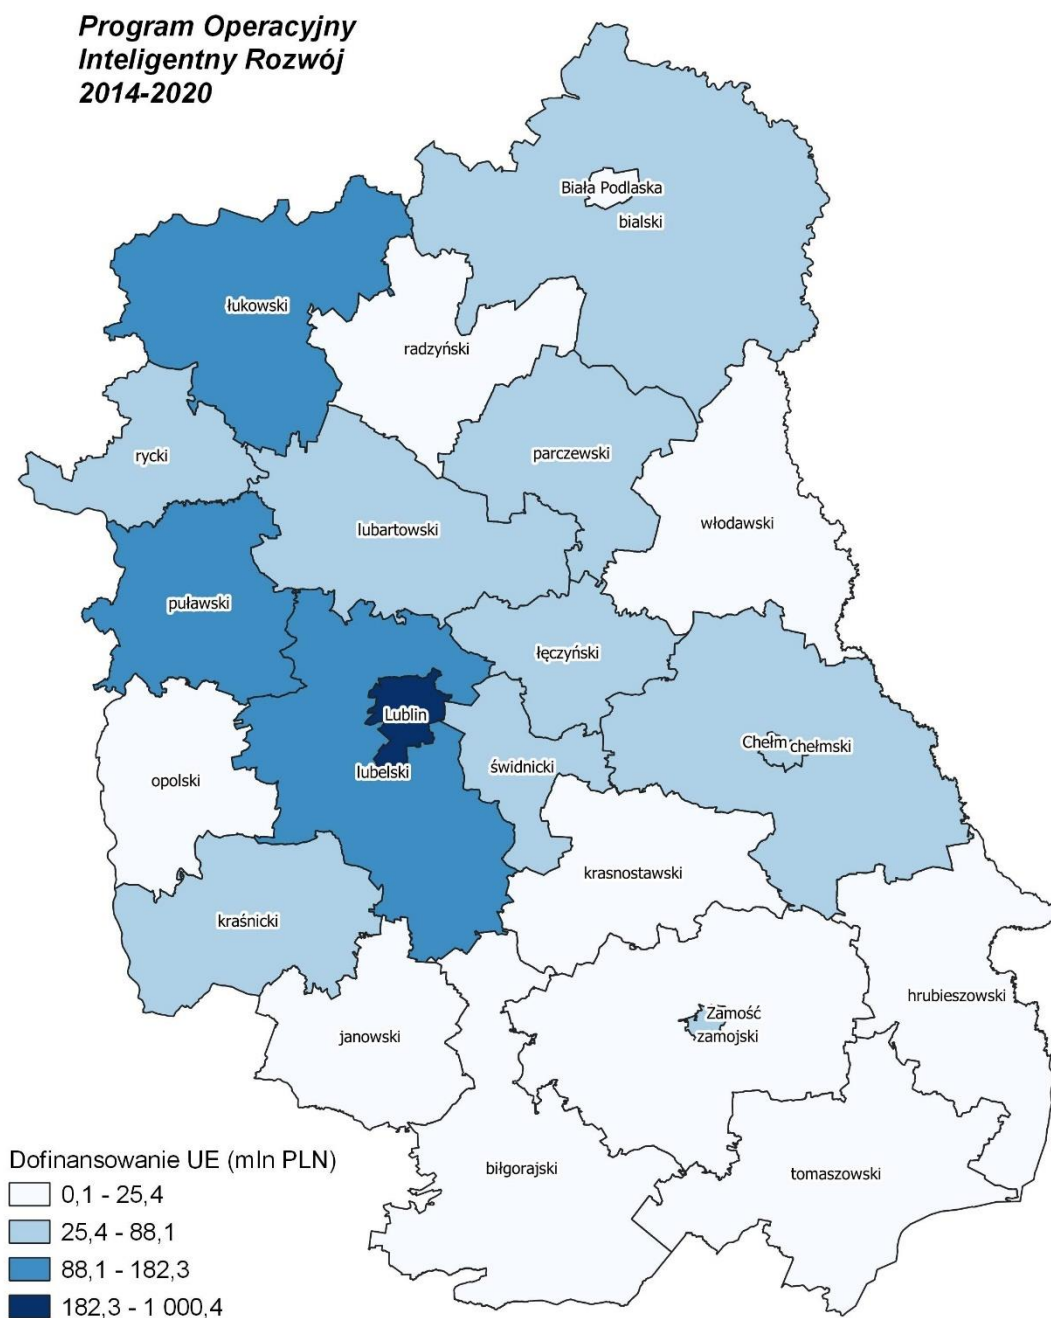 Program Operacyjny
Inteligentny Rozwój
2014-2020
Biała Podlaska
bialski
łukowski
radzyński
rycki
parczewski
lubartowski
włodawski
puławski
łęczyński
Lublin
Chełm
chełmski
świdnicki
lubelski
opolski
krasnostawski
kraśnicki
hrubieszowski
Zamość
zamojski
janowski
biłgorajski
tomaszowski
Dofinansowanie UE (mln PLN)
0,1 - 25,4
25,4 - 88,1
88,1 - 182,3
182,3 - 1 000,4